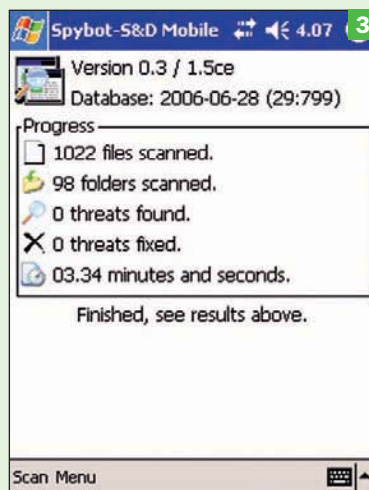 Spybot-S&D Mobile 4.07
3
Version 0.3 / 1.5ce
Database: 2006-06-28 (29:799)
Progress
1022 files scanned.
98 folders scanned.
0 threats found.
0 threats fixed.
03.34 minutes and seconds.
Finished, see results above.
Scan Menu